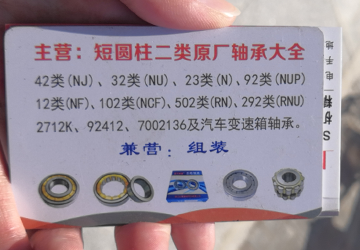 主营：短圆柱二类原厂轴承大全
42类(NJ)、32类(NU)、23类(N)、92类(NUP)
12类(NF)、102类(NCF)、502类(RN)、292类(RNU)
2712K、92412、7002136及汽车变速箱轴承。
兼营：组装